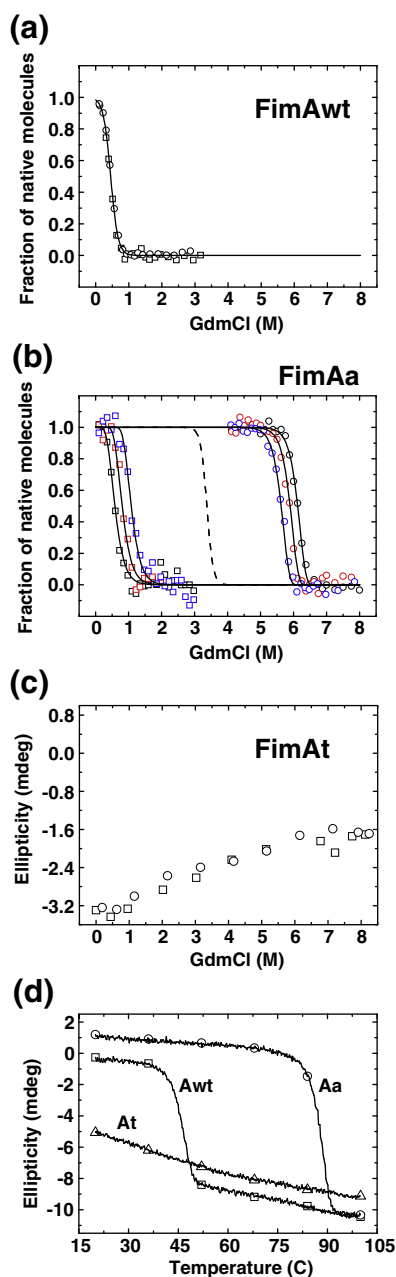 (a)
FimAwt
Fraction of native molecules
1.0
0.8
0.6
0.4
0.2
0.0
0 1 2 3 4 5 6 7 8
GdmCl (M)
(b)
FimAa
Fraction of native molecules
1.0
0.8
0.6
0.4
0.2
0.0
0 1 2 3 4 5 6 7 8
GdmCl (M)
(c)
FimAt
Ellipticity (mdeg)
0.8
0.0
-0.8
-1.6
-2.4
-3.2
0 1 2 3 4 5 6 7 8
GdmCl (M)
(d)
Ellipticity (mdeg)
2
0
-2
-4
-6
-8
-10
Awt
Aa
At
15 30 45 60 75 90 105
Temperature (C)